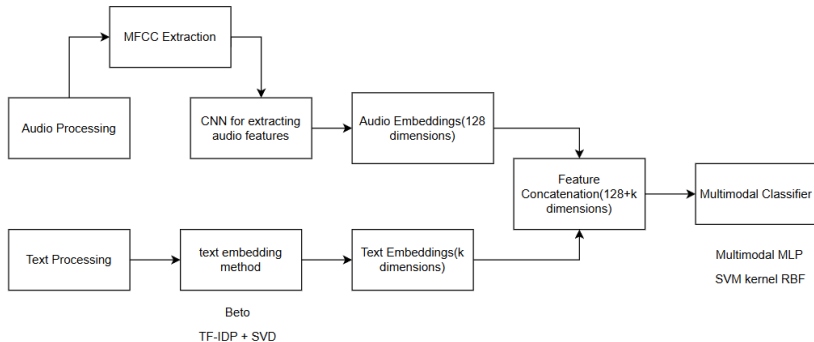 MFCC Extraction
Audio Processing
CNN for extracting
audio features
Audio Embeddings(128
dimensions)
Feature
Concatenation(128+k
dimensions)
Multimodal Classifier
Text Processing
text embedding
method
Text Embeddings(k
dimensions)
Multimodal MLP
SVM kernel RBF
Beto
TF-IDP + SVD